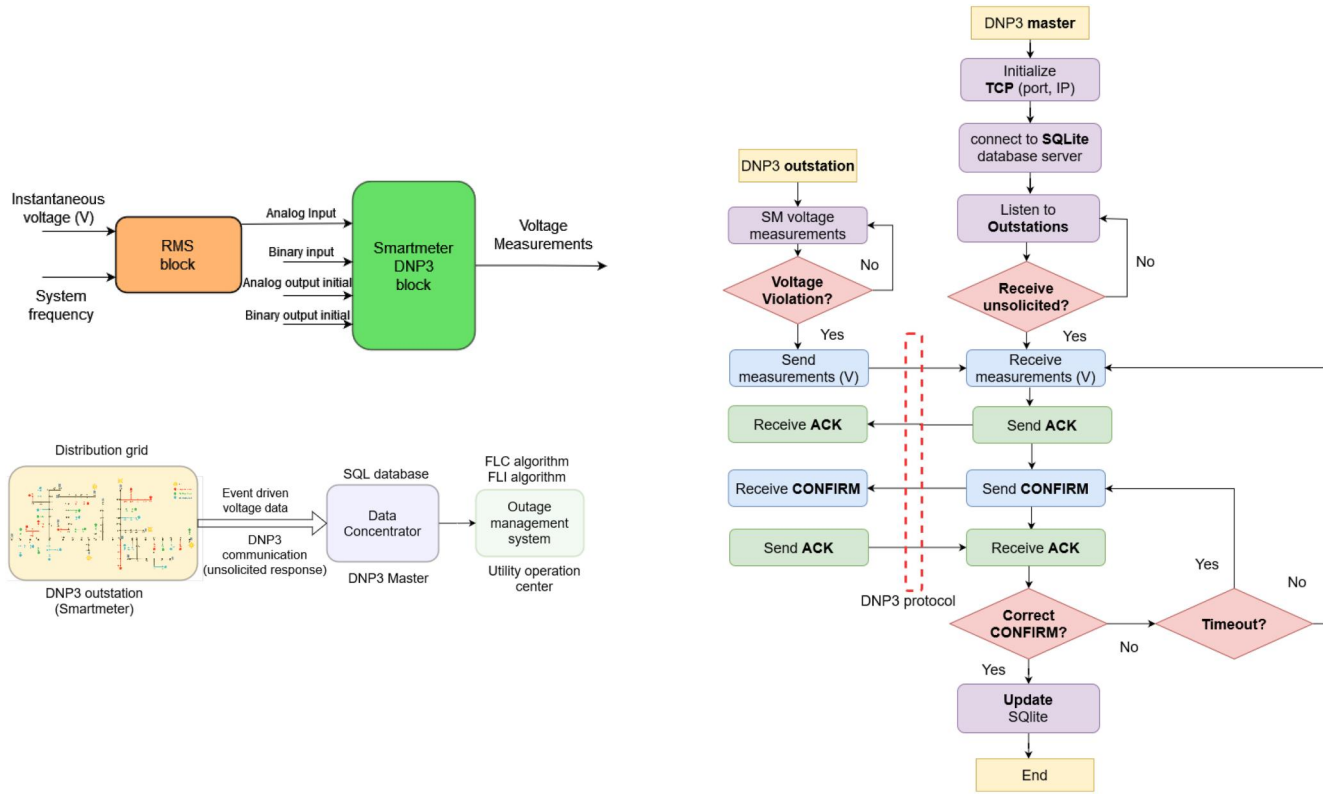 Instantaneous
voltage (V)
System
frequency
RMS
block
Analog Input
Binary input
Analog output initial
Binary output initial
Smartmeter
DNP3
block
Voltage
Measurements
Distribution grid
DNP3 outstation
(Smartmeter)
Event driven
voltage data
DNP3
communication
(unsolicited response)
SQL database
Data
Concentrator
DNP3 Master
FLC algorithm
FLI algorithm
Outage
management
system
Utility operation
center
DNP3 outstation
SM voltage
measurements
No
Voltage
Violation?
Yes
Send
measurements (V)
Receive ACK
Receive CONFIRM
Send ACK
DNP3 protocol
DNP3 master
Initialize
TCP (port, IP)
connect to SQLite
database server
Listen to
Outstations
No
Receive
unsolicited?
Yes
Receive
measurements (V)
Send ACK
Send CONFIRM
Receive ACK
Correct
CONFIRM?
No
Timeout?
Yes
No
Yes
Update
SQlite
End